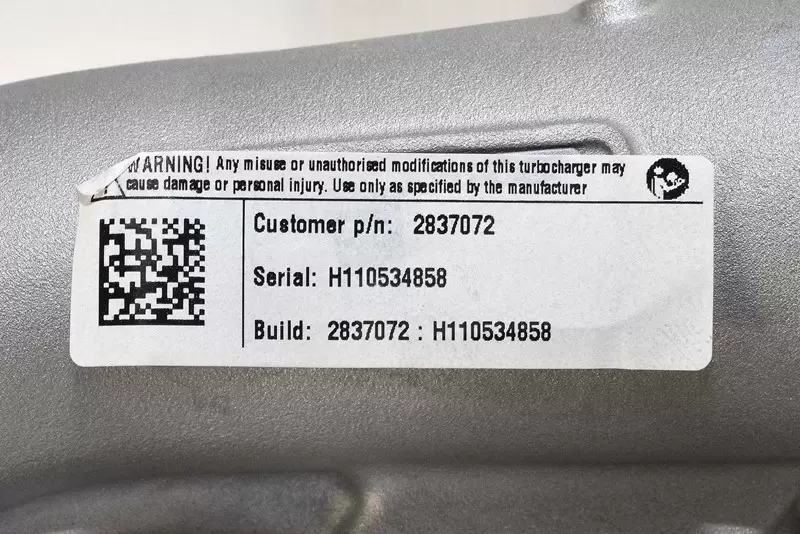 WARNING! Any misuse or unauthorised modifications of this turbocharger may
cause damage or personal injury. Use only as specified by the manufacturer
Customer p/n: 2837072
Serial: H110534858
Build: 2837072 : H110534858